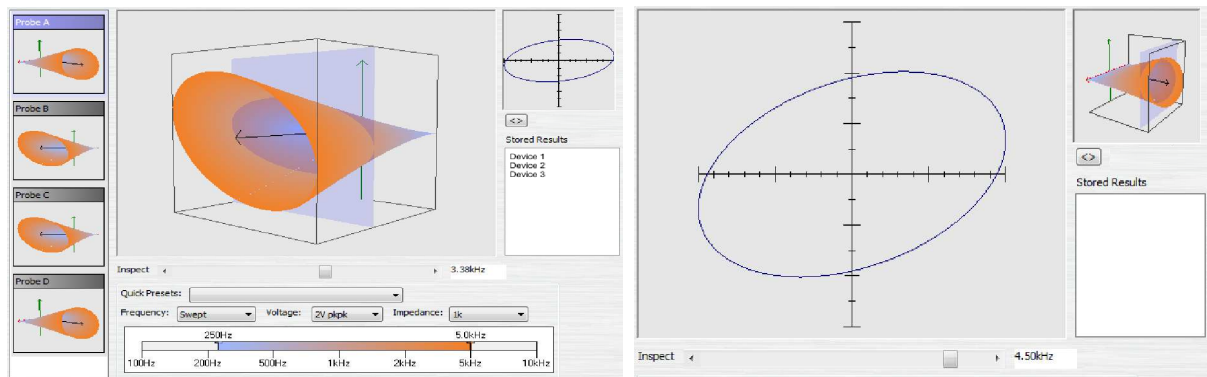 Probe A
Probe B
Probe C
Probe D
<>
Stored Results
Device 1
Device 2
Device 3
Inspect 3.38kHz
Quick Presets:
Frequency: Swept Voltage: 2V pkpk Impedance: 1k
250Hz 5.0kHz
100Hz 200Hz 500Hz 1kHz 2kHz 5kHz 10kHz
<>
Stored Results
Inspect 4.50kHz